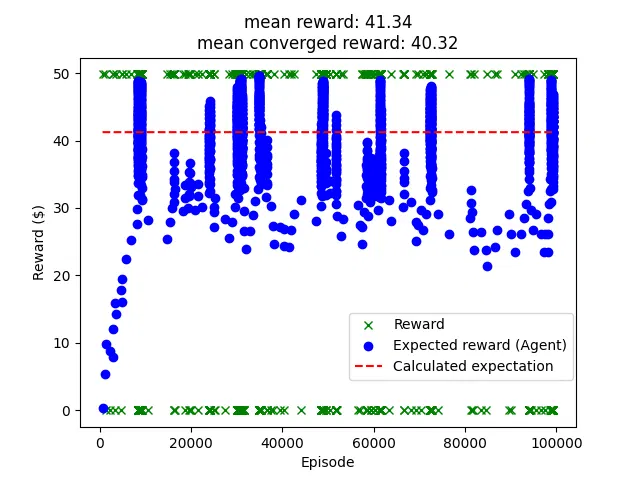 mean reward: 41.34
mean converged reward: 40.32
Reward ($)
50
40
30
20
10
0
Reward
Expected reward (Agent)
Calculated expectation
0
20000
40000
60000
80000
100000
Episode